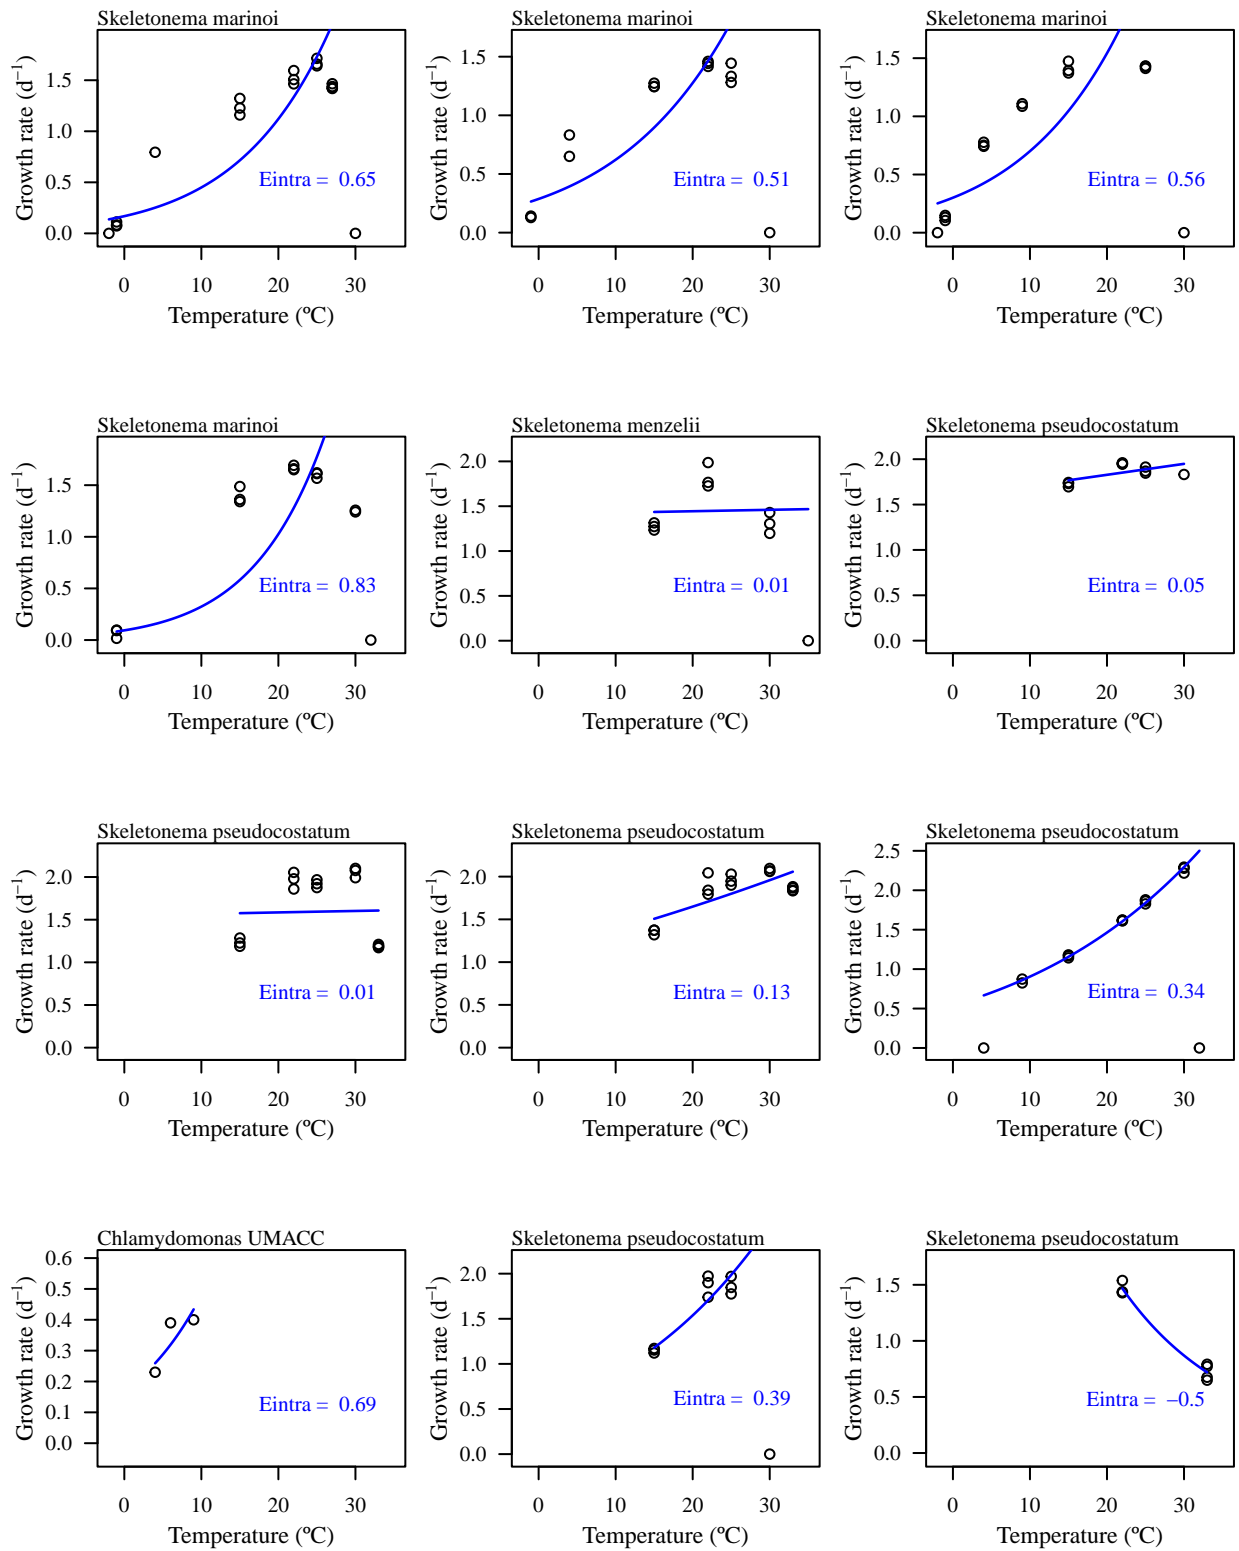 Skeletonema marinoi
Growth rate (d⁻¹)
1.5
1.0
0.5
0.0
Eintra = 0.65
0 10 20 30
Temperature (ºC)
Skeletonema marinoi
Growth rate (d⁻¹)
1.5
1.0
0.5
0.0
Eintra = 0.51
0 10 20 30
Temperature (ºC)
Skeletonema marinoi
Growth rate (d⁻¹)
1.5
1.0
0.5
0.0
Eintra = 0.56
0 10 20 30
Temperature (ºC)
Skeletonema marinoi
Growth rate (d⁻¹)
1.5
1.0
0.5
0.0
Eintra = 0.83
0 10 20 30
Temperature (ºC)
Skeletonema menzelii
Growth rate (d⁻¹)
2.0
1.5
1.0
0.5
0.0
Eintra = 0.01
0 10 20 30
Temperature (ºC)
Skeletonema pseudocostatum
Growth rate (d⁻¹)
2.0
1.5
1.0
0.5
0.0
Eintra = 0.05
0 10 20 30
Temperature (ºC)
Skeletonema pseudocostatum
Growth rate (d⁻¹)
2.0
1.5
1.0
0.5
0.0
Eintra = 0.01
0 10 20 30
Temperature (ºC)
Skeletonema pseudocostatum
Growth rate (d⁻¹)
2.0
1.5
1.0
0.5
0.0
Eintra = 0.13
0 10 20 30
Temperature (ºC)
Skeletonema pseudocostatum
Growth rate (d⁻¹)
2.5
2.0
1.5
1.0
0.5
0.0
Eintra = 0.34
0 10 20 30
Temperature (ºC)
Chlamydomonas UMACC
Growth rate (d⁻¹)
0.6
0.5
0.4
0.3
0.2
0.1
0.0
Eintra = 0.69
0 10 20 30
Temperature (ºC)
Skeletonema pseudocostatum
Growth rate (d⁻¹)
2.0
1.5
1.0
0.5
0.0
Eintra = 0.39
0 10 20 30
Temperature (ºC)
Skeletonema pseudocostatum
Growth rate (d⁻¹)
1.5
1.0
0.5
0.0
Eintra = −0.5
0 10 20 30
Temperature (ºC)